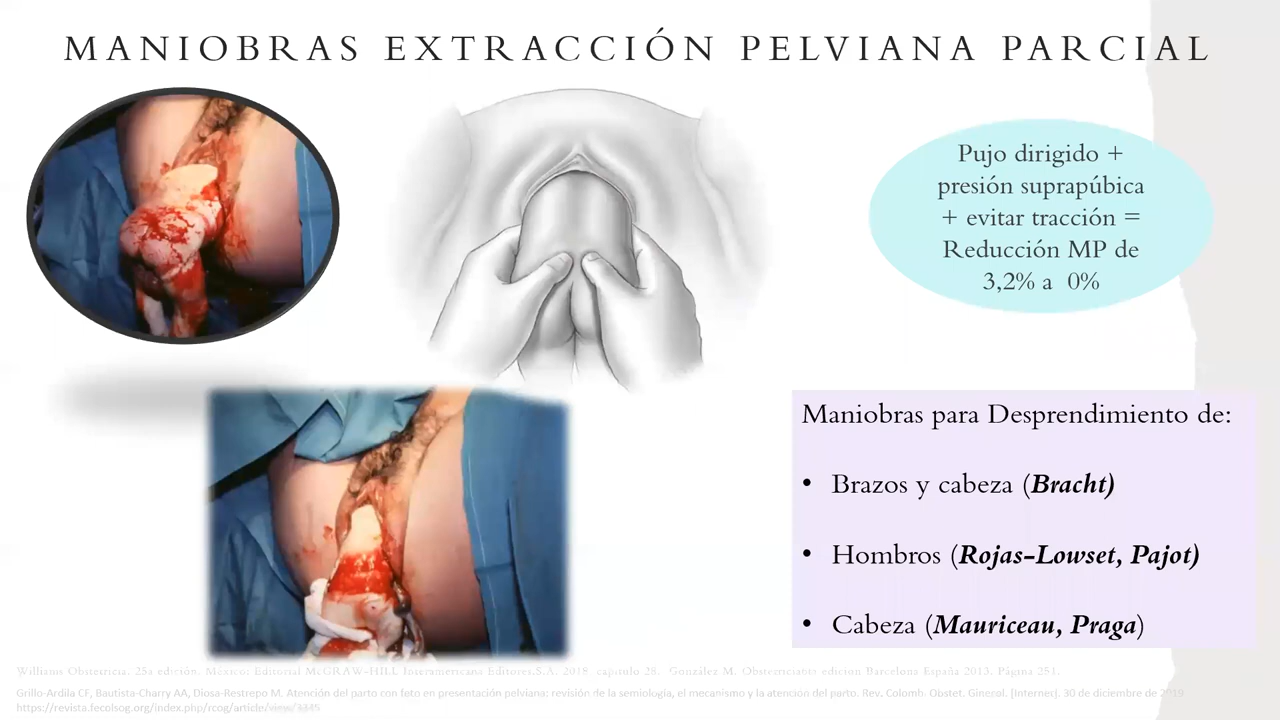 MANIOBRAS EXTRACCIÓN PELVIANA PARCIAL
Pujo dirigido +
presión suprapúbica
+ evitar tracción =
Reducción MP de
3,2% a 0%
Maniobras para Desprendimiento de:
• Brazos y cabeza (Bracht)
• Hombros (Rojas-Lowset, Pajot)
• Cabeza (Mauriceau, Praga)
Williams Obstetricia. 25a edición. México: Editorial McGRAW-HILL Interamericana Editores,S.A. 2018. capitulo 28. González M. edicion Barcelona España 2013. Página 251.
Grillo-Ardila CF, Bautista-Charry AA, Diosa-Restrepo M. Atención del parto con feto en presentación pelviana: revisión de la semiología, el mecanismo y la atención del parto. Rev. Colomb. Obstet. Ginecol. [Internet]. 30 de diciembre de 2019
https://revista.fecolsog.org/index.php/rcog/article/view/